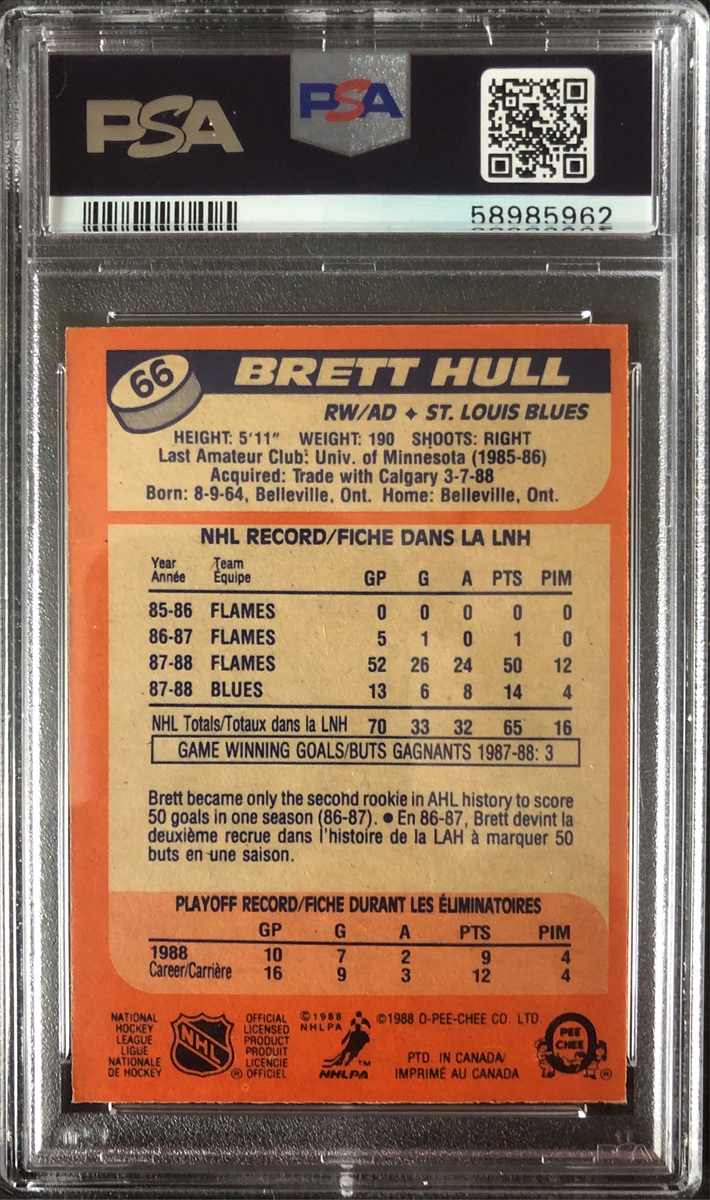 PSA
PSA
58985962
66
BRETT HULL
RW/AD ✦ ST. LOUIS BLUES
HEIGHT: 5'11" WEIGHT: 190 SHOOTS: RIGHT
Last Amateur Club: Univ. of Minnesota (1985-86)
Acquired: Trade with Calgary 3-7-88
Born: 8-9-64, Belleville, Ont. Home: Belleville, Ont.
NHL RECORD/FICHE DANS LA LNH
Year Team
Année Équipe GP G A PTS PIM
85-86 FLAMES 0 0 0 0 0
86-87 FLAMES 5 1 0 1 0
87-88 FLAMES 52 26 24 50 12
87-88 BLUES 13 6 8 14 4
NHL Totals/Totaux dans la LNH 70 33 32 65 16
GAME WINNING GOALS/BUTS GAGNANTS 1987-88: 3
Brett became only the second rookie in AHL history to score
50 goals in one season (86-87). ● En 86-87, Brett devint la
deuxième recrue dans l'histoire de la LAH à marquer 50
buts en une saison.
PLAYOFF RECORD/FICHE DURANT LES ÉLIMINATOIRES
GP G A PTS PIM
1988 10 7 2 9 4
Career/Carrière 16 9 3 12 4
NATIONAL
HOCKEY
LEAGUE
LIGUE
NATIONALE
DE HOCKEY
NHL
®
OFFICIAL
LICENSED
PRODUCT
PRODUIT
LICENCIÉ
OFFICIEL
©1988
NHLPA
TM
NHLPA
©1988 O-PEE-CHEE CO. LTD.
PTD. IN CANADA/
IMPRIMÉ AU CANADA
PEE
CHEE
®
PSA